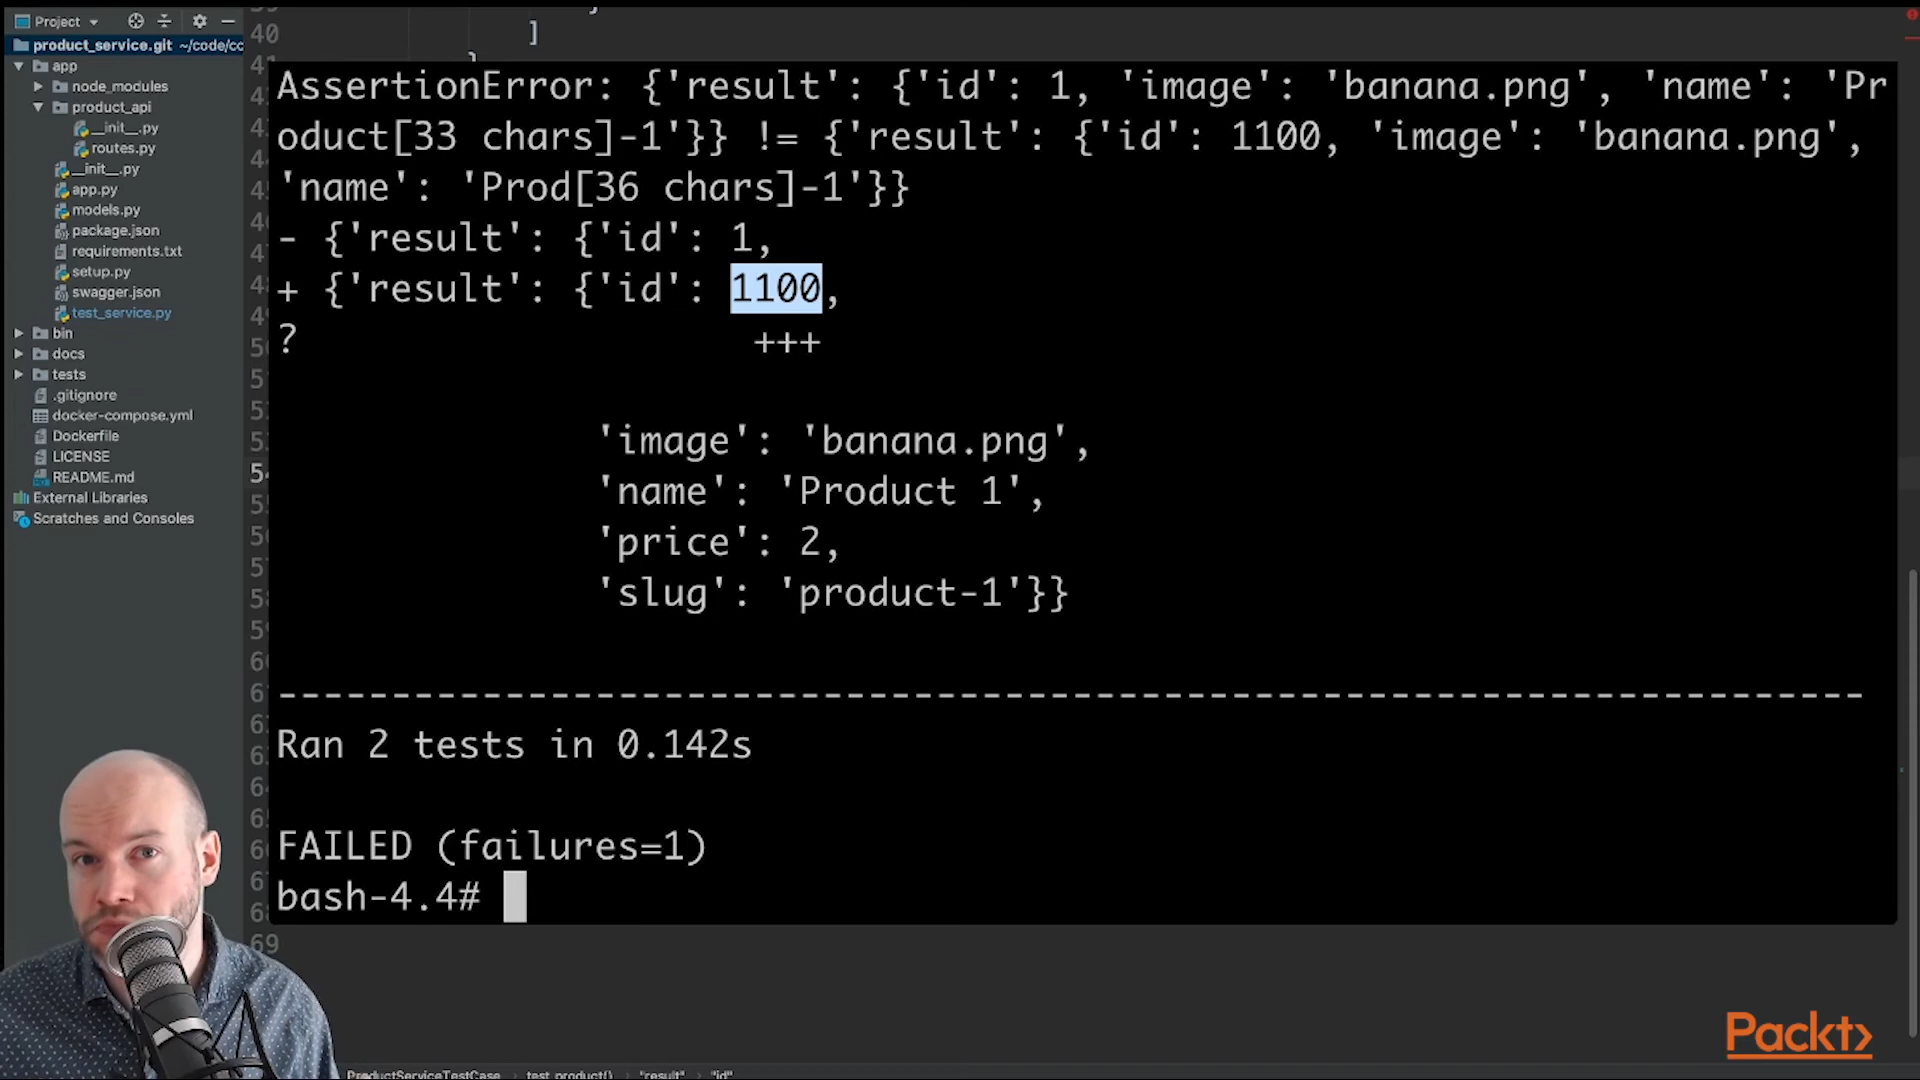 Project
product_service.git ~/code/cc
app
node_modules
product_api
__init__.py
routes.py
__init__.py
app.py
models.py
package.json
requirements.txt
setup.py
swagger.json
test_service.py
bin
docs
tests
.gitignore
docker-compose.yml
Dockerfile
LICENSE
README.md
External Libraries
Scratches and Consoles
40
]
AssertionError: {'result': {'id': 1, 'image': 'banana.png', 'name': 'Pr
oduct[33 chars]-1'}} != {'result': {'id': 1100, 'image': 'banana.png',
'name': 'Prod[36 chars]-1'}}
- {'result': {'id': 1,
+ {'result': {'id': 1100,
? +++
'image': 'banana.png',
'name': 'Product 1',
'price': 2,
'slug': 'product-1'}}
----------------------------------------------------------------------
Ran 2 tests in 0.142s
FAILED (failures=1)
bash-4.4#
69
ProductServiceTestCase test_product() "result" "id"
Packt>